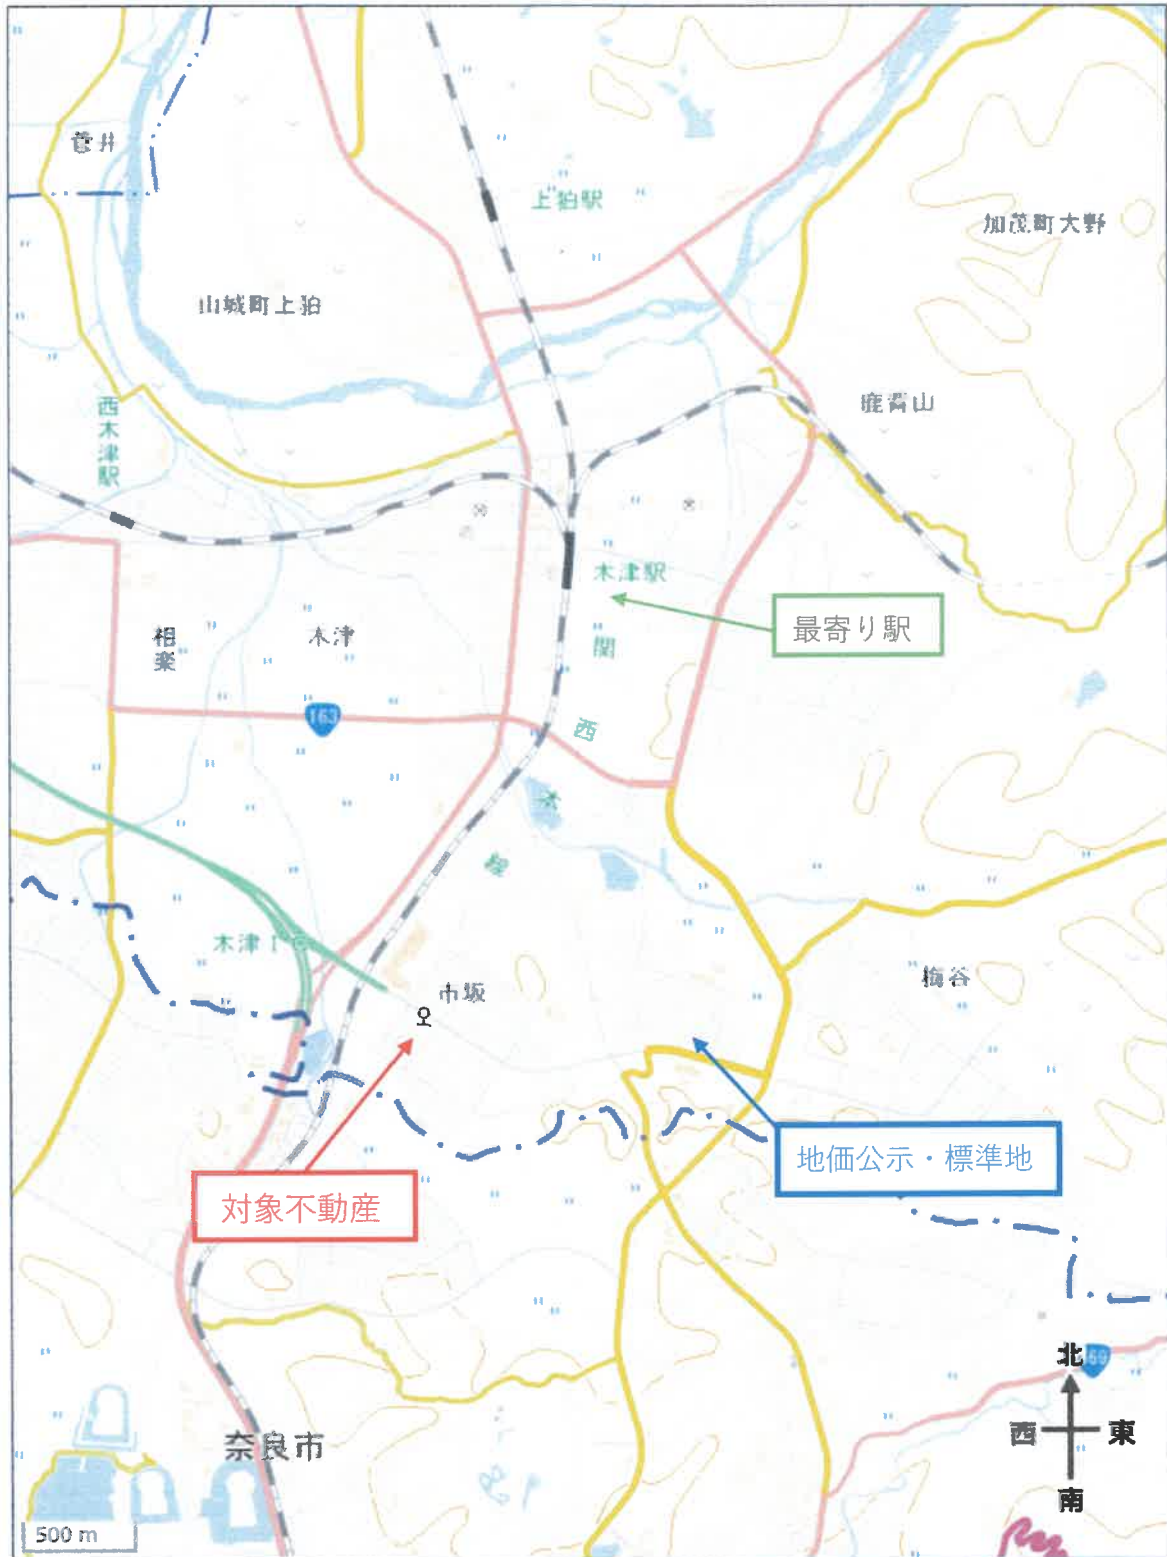 菅井
上狛駅
加茂町大野
山城町上狛
西木津駅
鹿背山
木津駅
最寄り駅
関西本線
相楽
木津
163
木津I
市坂
梅谷
地価公示・標準地
対象不動産
奈良市
北
西
東
南
500 m